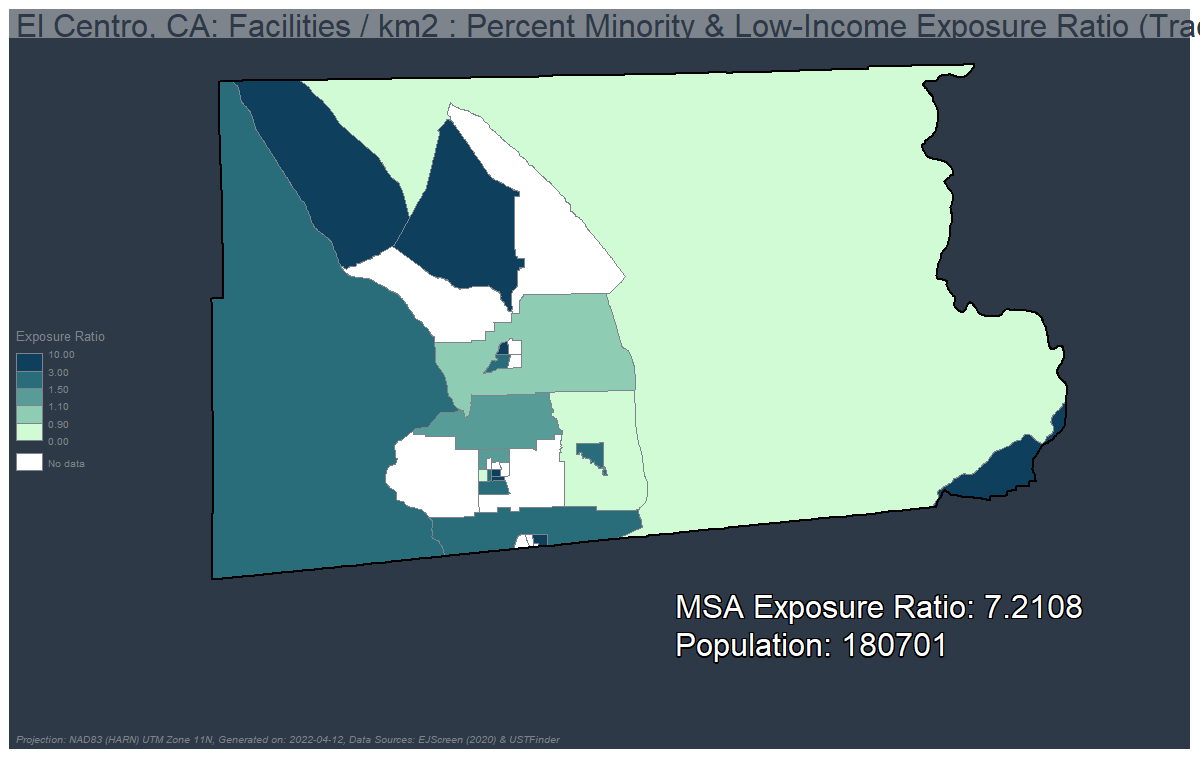 El Centro, CA: Facilities / km2 : Percent Minority & Low-Income Exposure Ratio (Trac
Exposure Ratio
10.00
3.00
1.50
1.10
0.90
0.00
No data
MSA Exposure Ratio: 7.2108
Population: 180701
Projection: NAD83 (HARN) UTM Zone 11N, Generated on: 2022-04-12, Data Sources: EJScreen (2020) & USTFinder